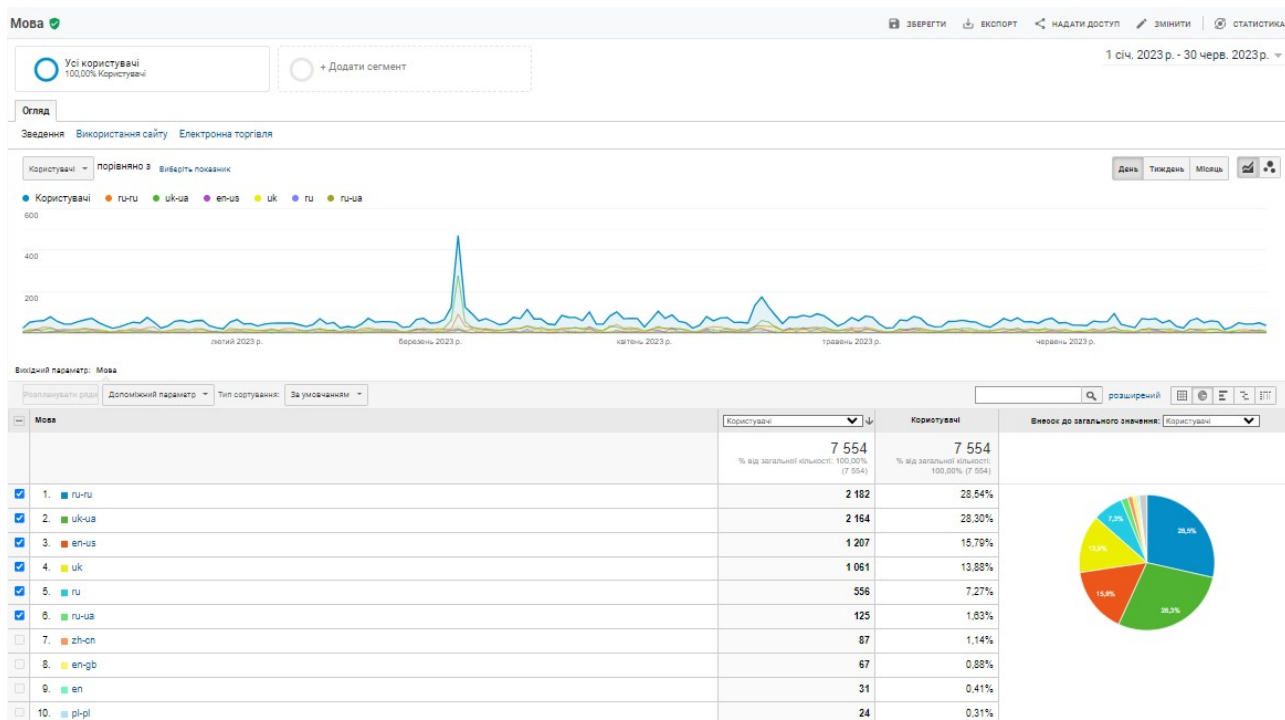 Мова
ЗБЕРЕГТИ ЕКСПОРТ НАДАТИ ДОСТУП ЗМІНИТИ СТАТИСТИКА
1 січ. 2023 р. - 30 черв. 2023 р.
Усі користувачі
100,00% Користувачі
+ Додати сегмент
Огляд
Зведення Використання сайту Електронна торгівля
Користувачі порівняно з Виберіть показник
День Тиждень Місяць
Користувачі ru-ru uk-ua en-us uk ru ru-ua
600
400
200
лютий 2023 р. березень 2023 р. квітень 2023 р. травень 2023 р. червень 2023 р.
Вихідний параметр: Мова
Розпланувати ряди Допоміжний параметр Тип сортування: За умовчанням
розширений
Мова Користувачі Користувачі Внесок до загального значення: Користувачі
7 554 7 554
% від загальної кількості: 100,00% (7 554) % від загальної кількості: 100,00% (7 554)
1. ru-ru 2 182 28,54%
2. uk-ua 2 164 28,30%
3. en-us 1 207 15,79%
4. uk 1 061 13,88%
5. ru 556 7,27%
6. ru-ua 125 1,63%
7. zh-cn 87 1,14%
8. en-gb 67 0,88%
9. en 31 0,41%
10. pl-pl 24 0,31%
7,3%
28,5%
13,9%
15,8%
28,3%